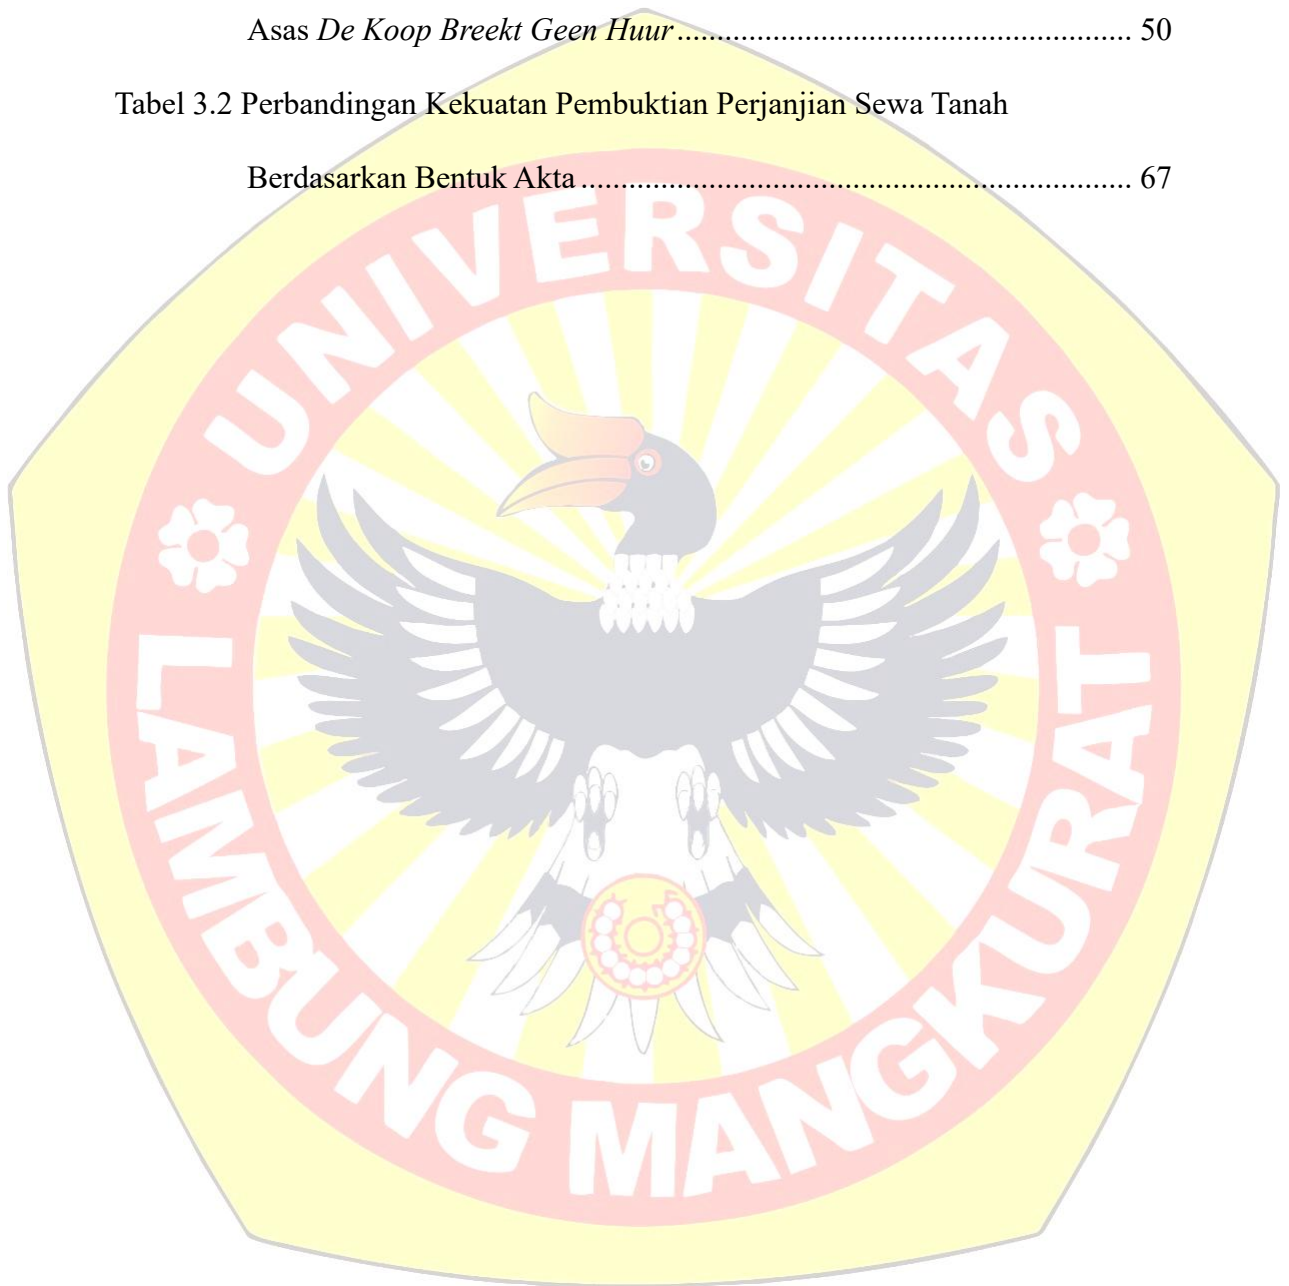 Asas De Koop Breekt Geen Huur.......................................................... 50
Tabel 3.2 Perbandingan Kekuatan Pembuktian Perjanjian Sewa Tanah
Berdasarkan Bentuk Akta...................................................................... 67
UNIVERSITAS
LAMBUNG MANGKURAT